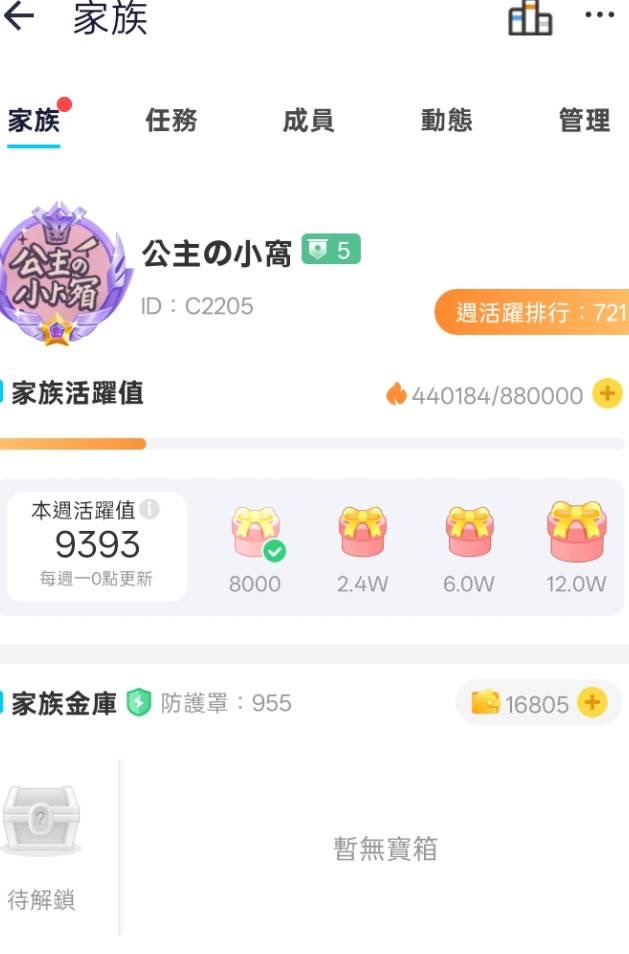 家族
家族 任務 成員 動態 管理
公主の
小小窩
公主の小窩 5
ID：C2205
週活躍排行：721
家族活躍值 440184/880000
本週活躍值
9393
每週一0點更新
8000 2.4W 6.0W 12.0W
家族金庫 防護罩：955 16805
暫無寶箱
待解鎖